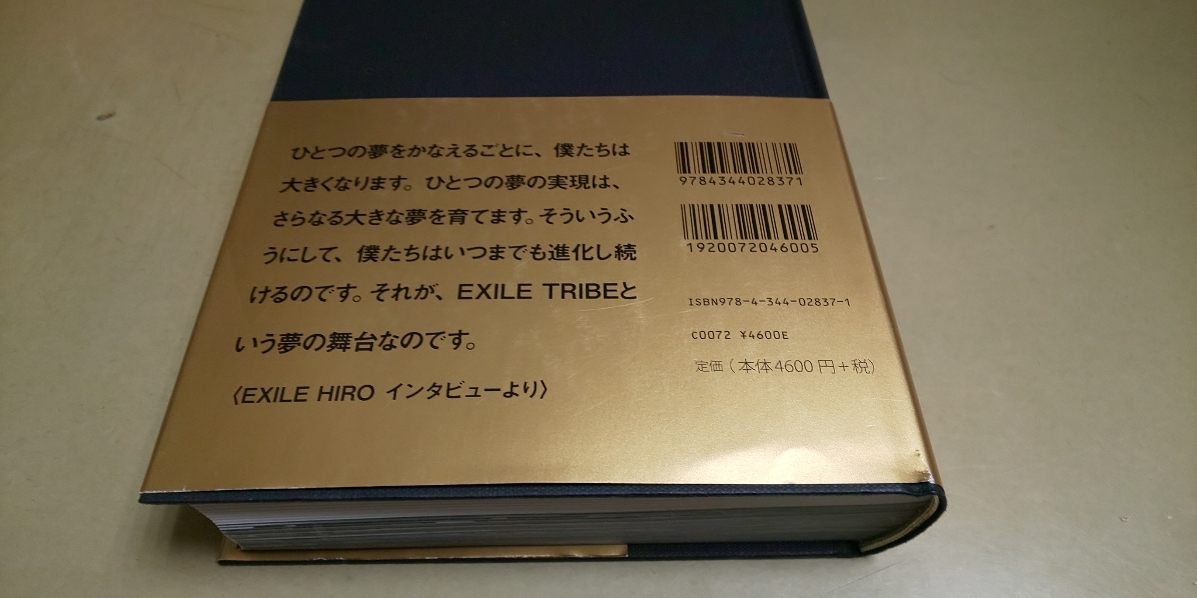 ひとつの夢をかなえるごとに、僕たちは
大きくなります。ひとつの夢の実現は、
さらなる大きな夢を育てます。そういうふ
うにして、僕たちはいつまでも進化し続
けるのです。それが、EXILE TRIBEと
いう夢の舞台なのです。
〈EXILE HIRO インタビューより〉
9784344028371
1920072046005
ISBN978-4-344-02837-1
C0072 ¥4600E
定価（本体4600円＋税）